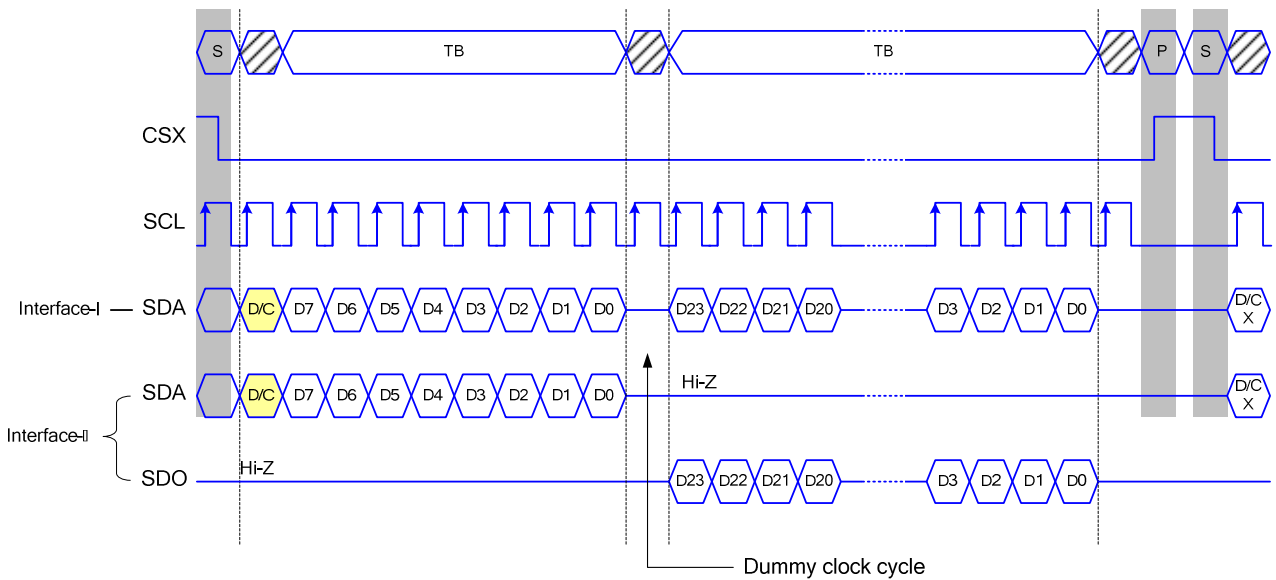 S TB TB P S
CSX
SCL
Interface-I SDA D/C D7 D6 D5 D4 D3 D2 D1 D0 D23 D22 D21 D20 D3 D2 D1 D0 D/C X
SDA D/C D7 D6 D5 D4 D3 D2 D1 D0 Hi-Z D/C X
Interface-
SDO Hi-Z D23 D22 D21 D20 D3 D2 D1 D0
Dummy clock cycle